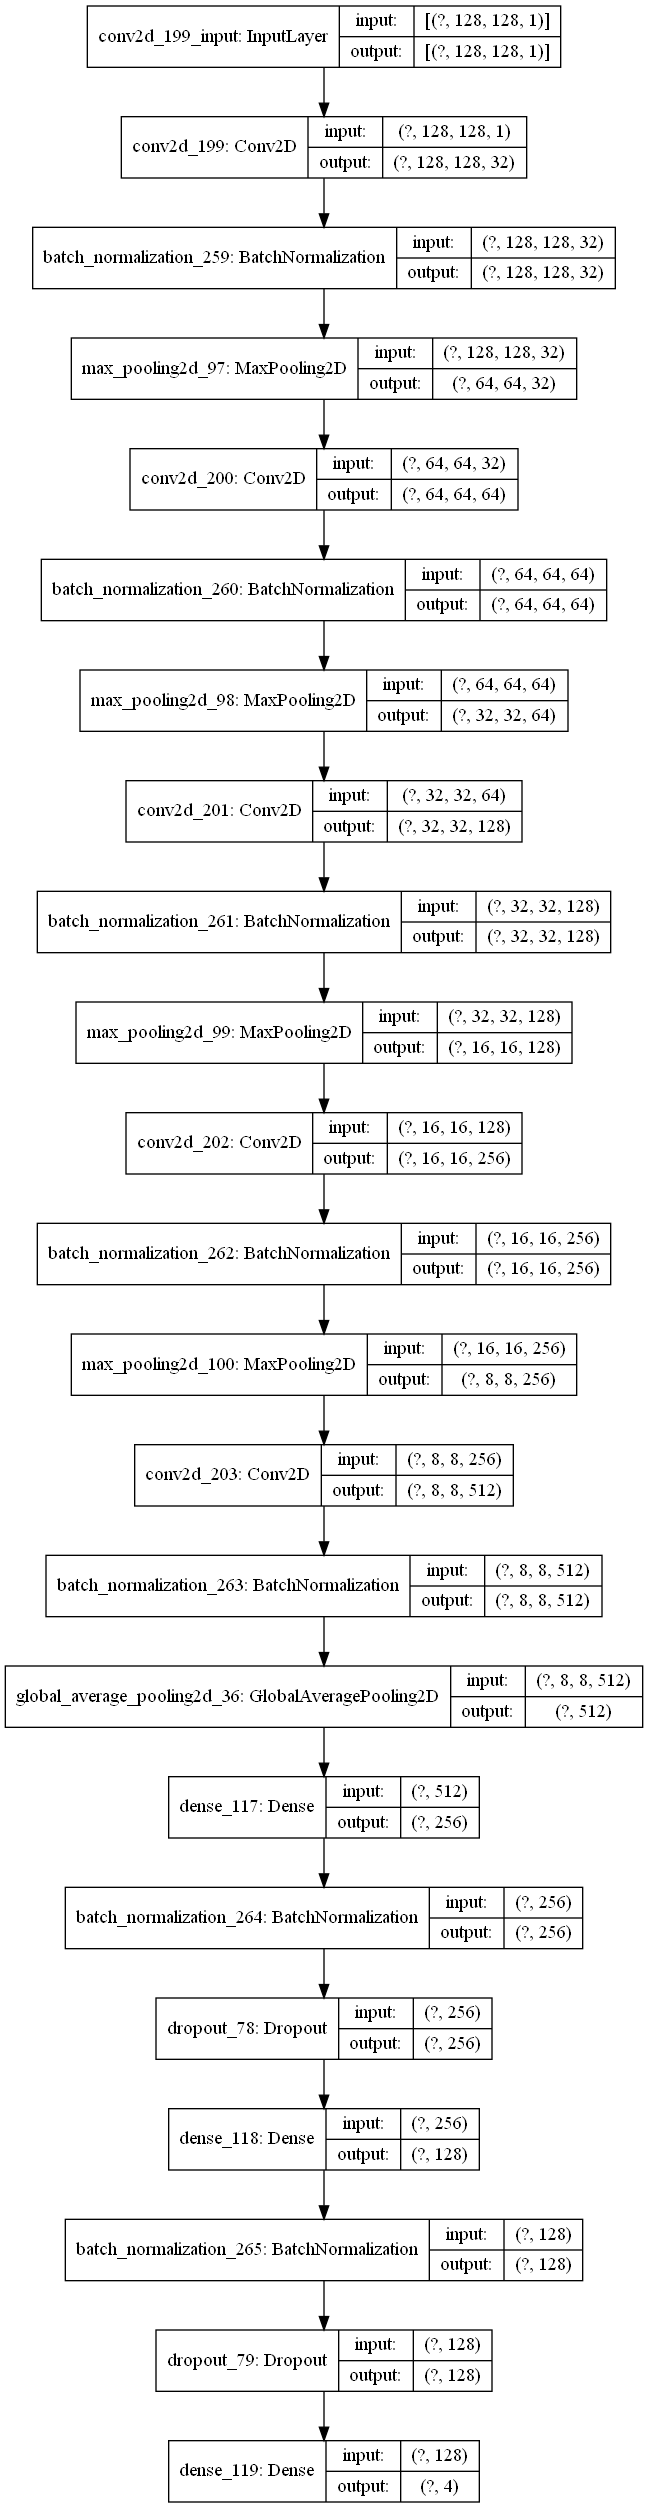 conv2d_199_input: InputLayer
input: [(?, 128, 128, 1)]
output: [(?, 128, 128, 1)]
conv2d_199: Conv2D
input: (?, 128, 128, 1)
output: (?, 128, 128, 32)
batch_normalization_259: BatchNormalization
input: (?, 128, 128, 32)
output: (?, 128, 128, 32)
max_pooling2d_97: MaxPooling2D
input: (?, 128, 128, 32)
output: (?, 64, 64, 32)
conv2d_200: Conv2D
input: (?, 64, 64, 32)
output: (?, 64, 64, 64)
batch_normalization_260: BatchNormalization
input: (?, 64, 64, 64)
output: (?, 64, 64, 64)
max_pooling2d_98: MaxPooling2D
input: (?, 64, 64, 64)
output: (?, 32, 32, 64)
conv2d_201: Conv2D
input: (?, 32, 32, 64)
output: (?, 32, 32, 128)
batch_normalization_261: BatchNormalization
input: (?, 32, 32, 128)
output: (?, 32, 32, 128)
max_pooling2d_99: MaxPooling2D
input: (?, 32, 32, 128)
output: (?, 16, 16, 128)
conv2d_202: Conv2D
input: (?, 16, 16, 128)
output: (?, 16, 16, 256)
batch_normalization_262: BatchNormalization
input: (?, 16, 16, 256)
output: (?, 16, 16, 256)
max_pooling2d_100: MaxPooling2D
input: (?, 16, 16, 256)
output: (?, 8, 8, 256)
conv2d_203: Conv2D
input: (?, 8, 8, 256)
output: (?, 8, 8, 512)
batch_normalization_263: BatchNormalization
input: (?, 8, 8, 512)
output: (?, 8, 8, 512)
global_average_pooling2d_36: GlobalAveragePooling2D
input: (?, 8, 8, 512)
output: (?, 512)
dense_117: Dense
input: (?, 512)
output: (?, 256)
batch_normalization_264: BatchNormalization
input: (?, 256)
output: (?, 256)
dropout_78: Dropout
input: (?, 256)
output: (?, 256)
dense_118: Dense
input: (?, 256)
output: (?, 128)
batch_normalization_265: BatchNormalization
input: (?, 128)
output: (?, 128)
dropout_79: Dropout
input: (?, 128)
output: (?, 128)
dense_119: Dense
input: (?, 128)
output: (?, 4)